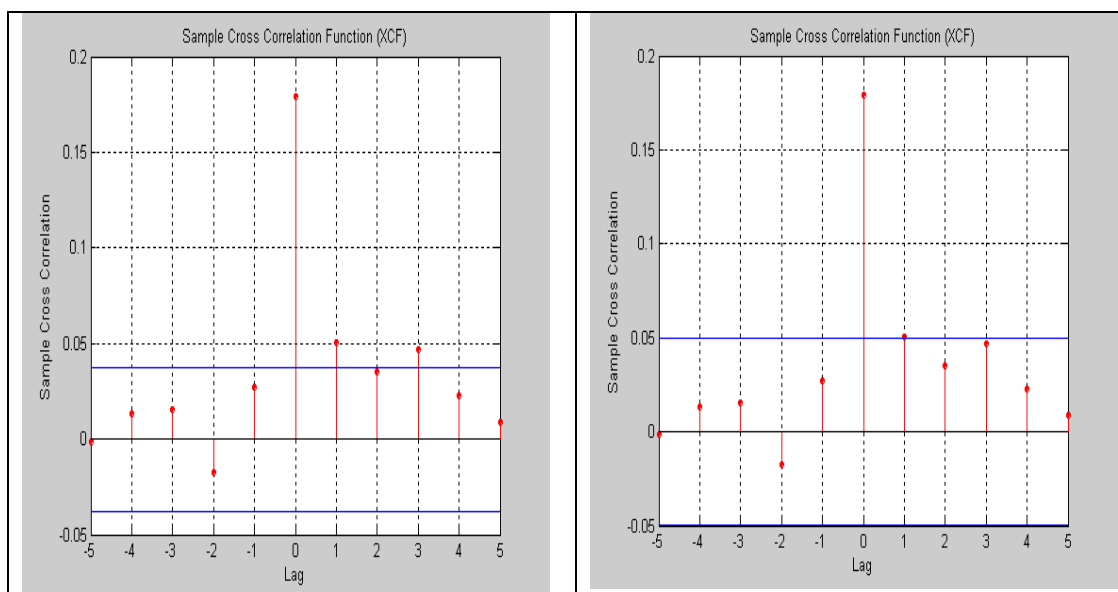 Sample Cross Correlation Function (XCF)
0.2
0.15
0.1
0.05
0
-0.05
Sample Cross Correlation
-5 -4 -3 -2 -1 0 1 2 3 4 5
Lag
Sample Cross Correlation Function (XCF)
0.2
0.15
0.1
0.05
0
-0.05
Sample Cross Correlation
-5 -4 -3 -2 -1 0 1 2 3 4 5
Lag